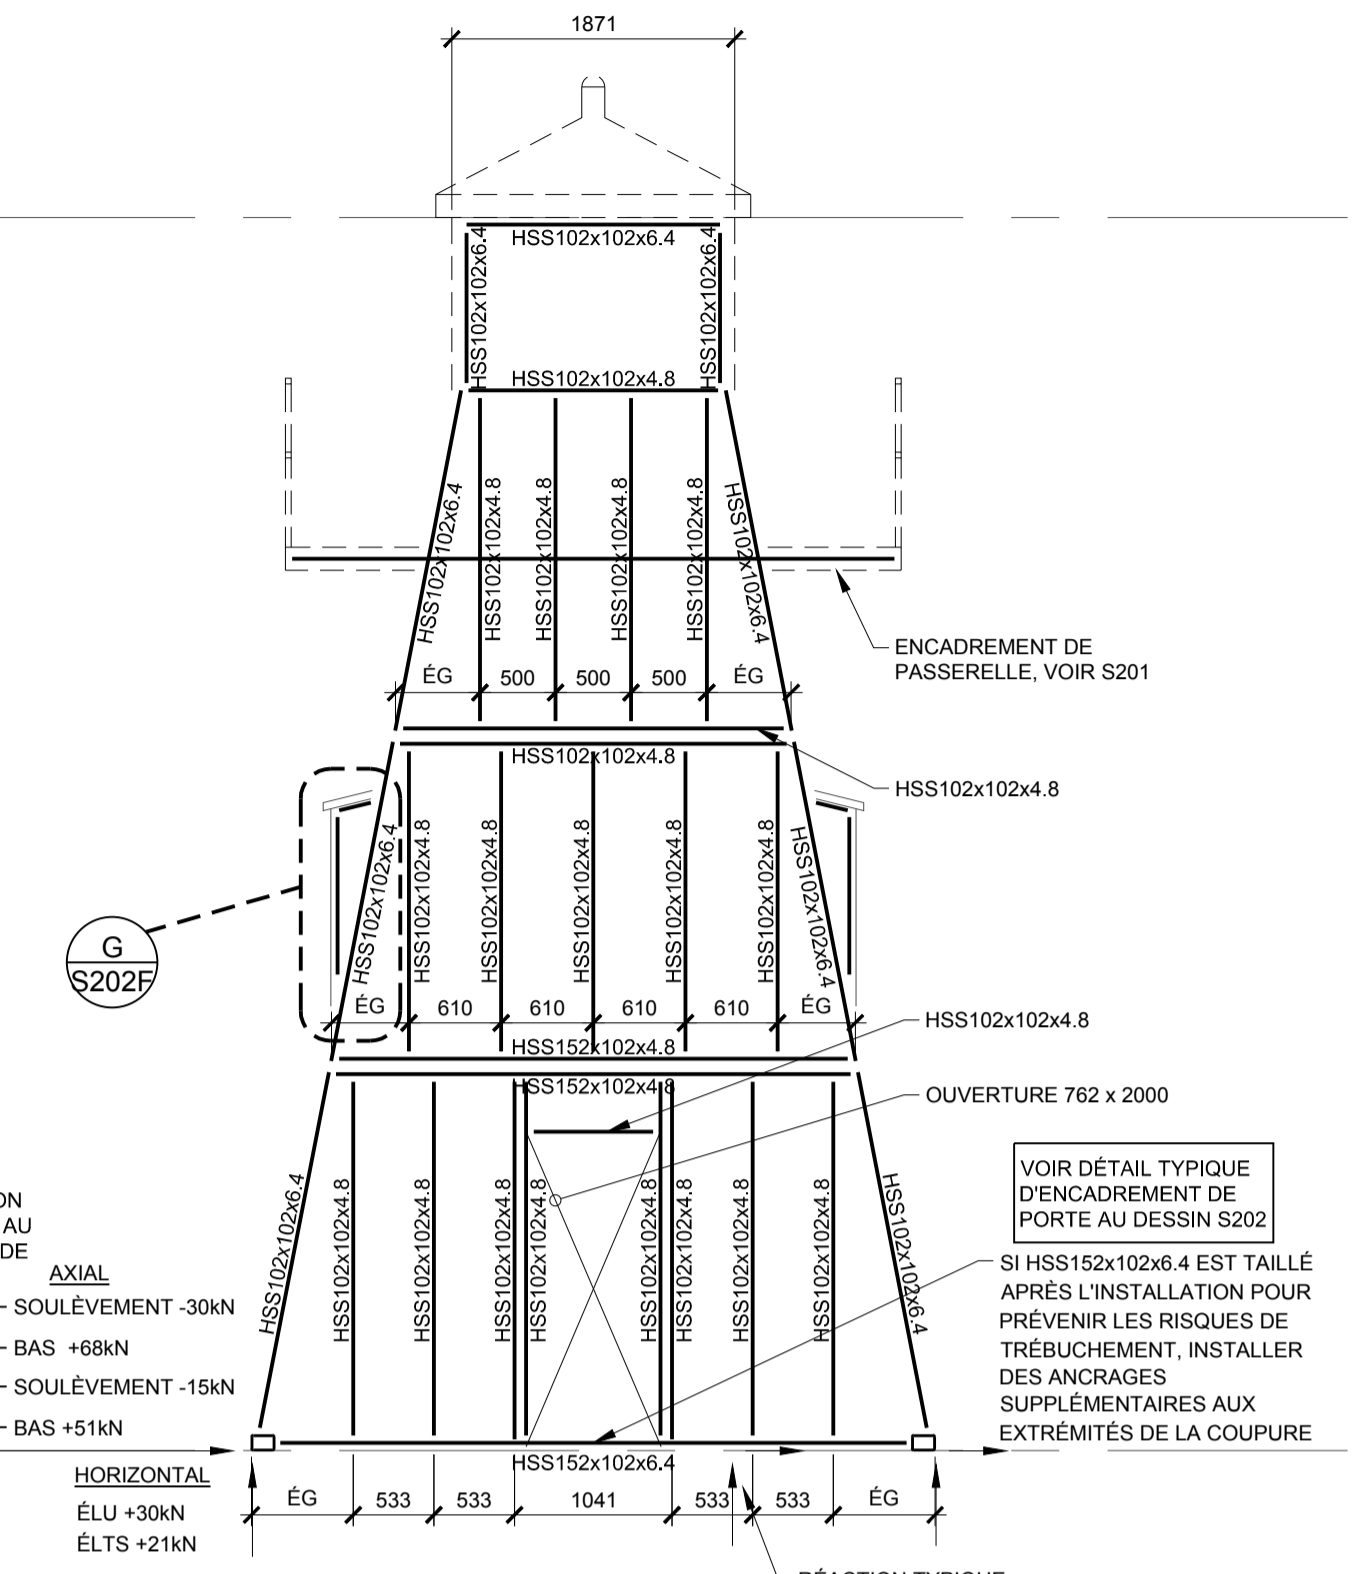 1871
HSS102x102x6.4
HSS102x102x6.4
HSS102x102x6.4
HSS102x102x4.8
HSS102x102x6.4
HSS102x102x4.8
HSS102x102x4.8
HSS102x102x4.8
HSS102x102x4.8
HSS102x102x6.4
ENCADREMENT DE
PASSERELLE, VOIR S201
ÉG
500
500
500
ÉG
HSS102x102x4.8
HSS102x102x4.8
HSS102x102x6.4
HSS102x102x4.8
HSS102x102x4.8
HSS102x102x4.8
HSS102x102x4.8
HSS102x102x4.8
HSS102x102x6.4
G
S202F
ÉG
610
610
610
610
ÉG
HSS102x102x4.8
HSS152x102x4.8
HSS152x102x4.8
OUVERTURE 762 x 2000
VOIR DÉTAIL TYPIQUE
D'ENCADREMENT DE
PORTE AU DESSIN S202
HSS102x102x6.4
HSS102x102x4.8
HSS102x102x4.8
HSS102x102x4.8
HSS102x102x4.8
HSS102x102x4.8
HSS102x102x4.8
HSS102x102x4.8
HSS102x102x4.8
HSS102x102x6.4
SI HSS152x102x6.4 EST TAILLÉ
APRÈS L'INSTALLATION POUR
PRÉVENIR LES RISQUES DE
TRÉBUCHEMENT, INSTALLER
DES ANCRAGES
SUPPLÉMENTAIRES AUX
EXTRÉMITÉS DE LA COUPURE
ON
AU
DE
AXIAL
SOULÈVEMENT -30kN
BAS +68kN
SOULÈVEMENT -15kN
BAS +51kN
HSS152x102x6.4
HORIZONTAL
ÉLU +30kN
ÉLTS +21kN
ÉG
533
533
1041
533
533
ÉG
RÉACTION TYPIQUE